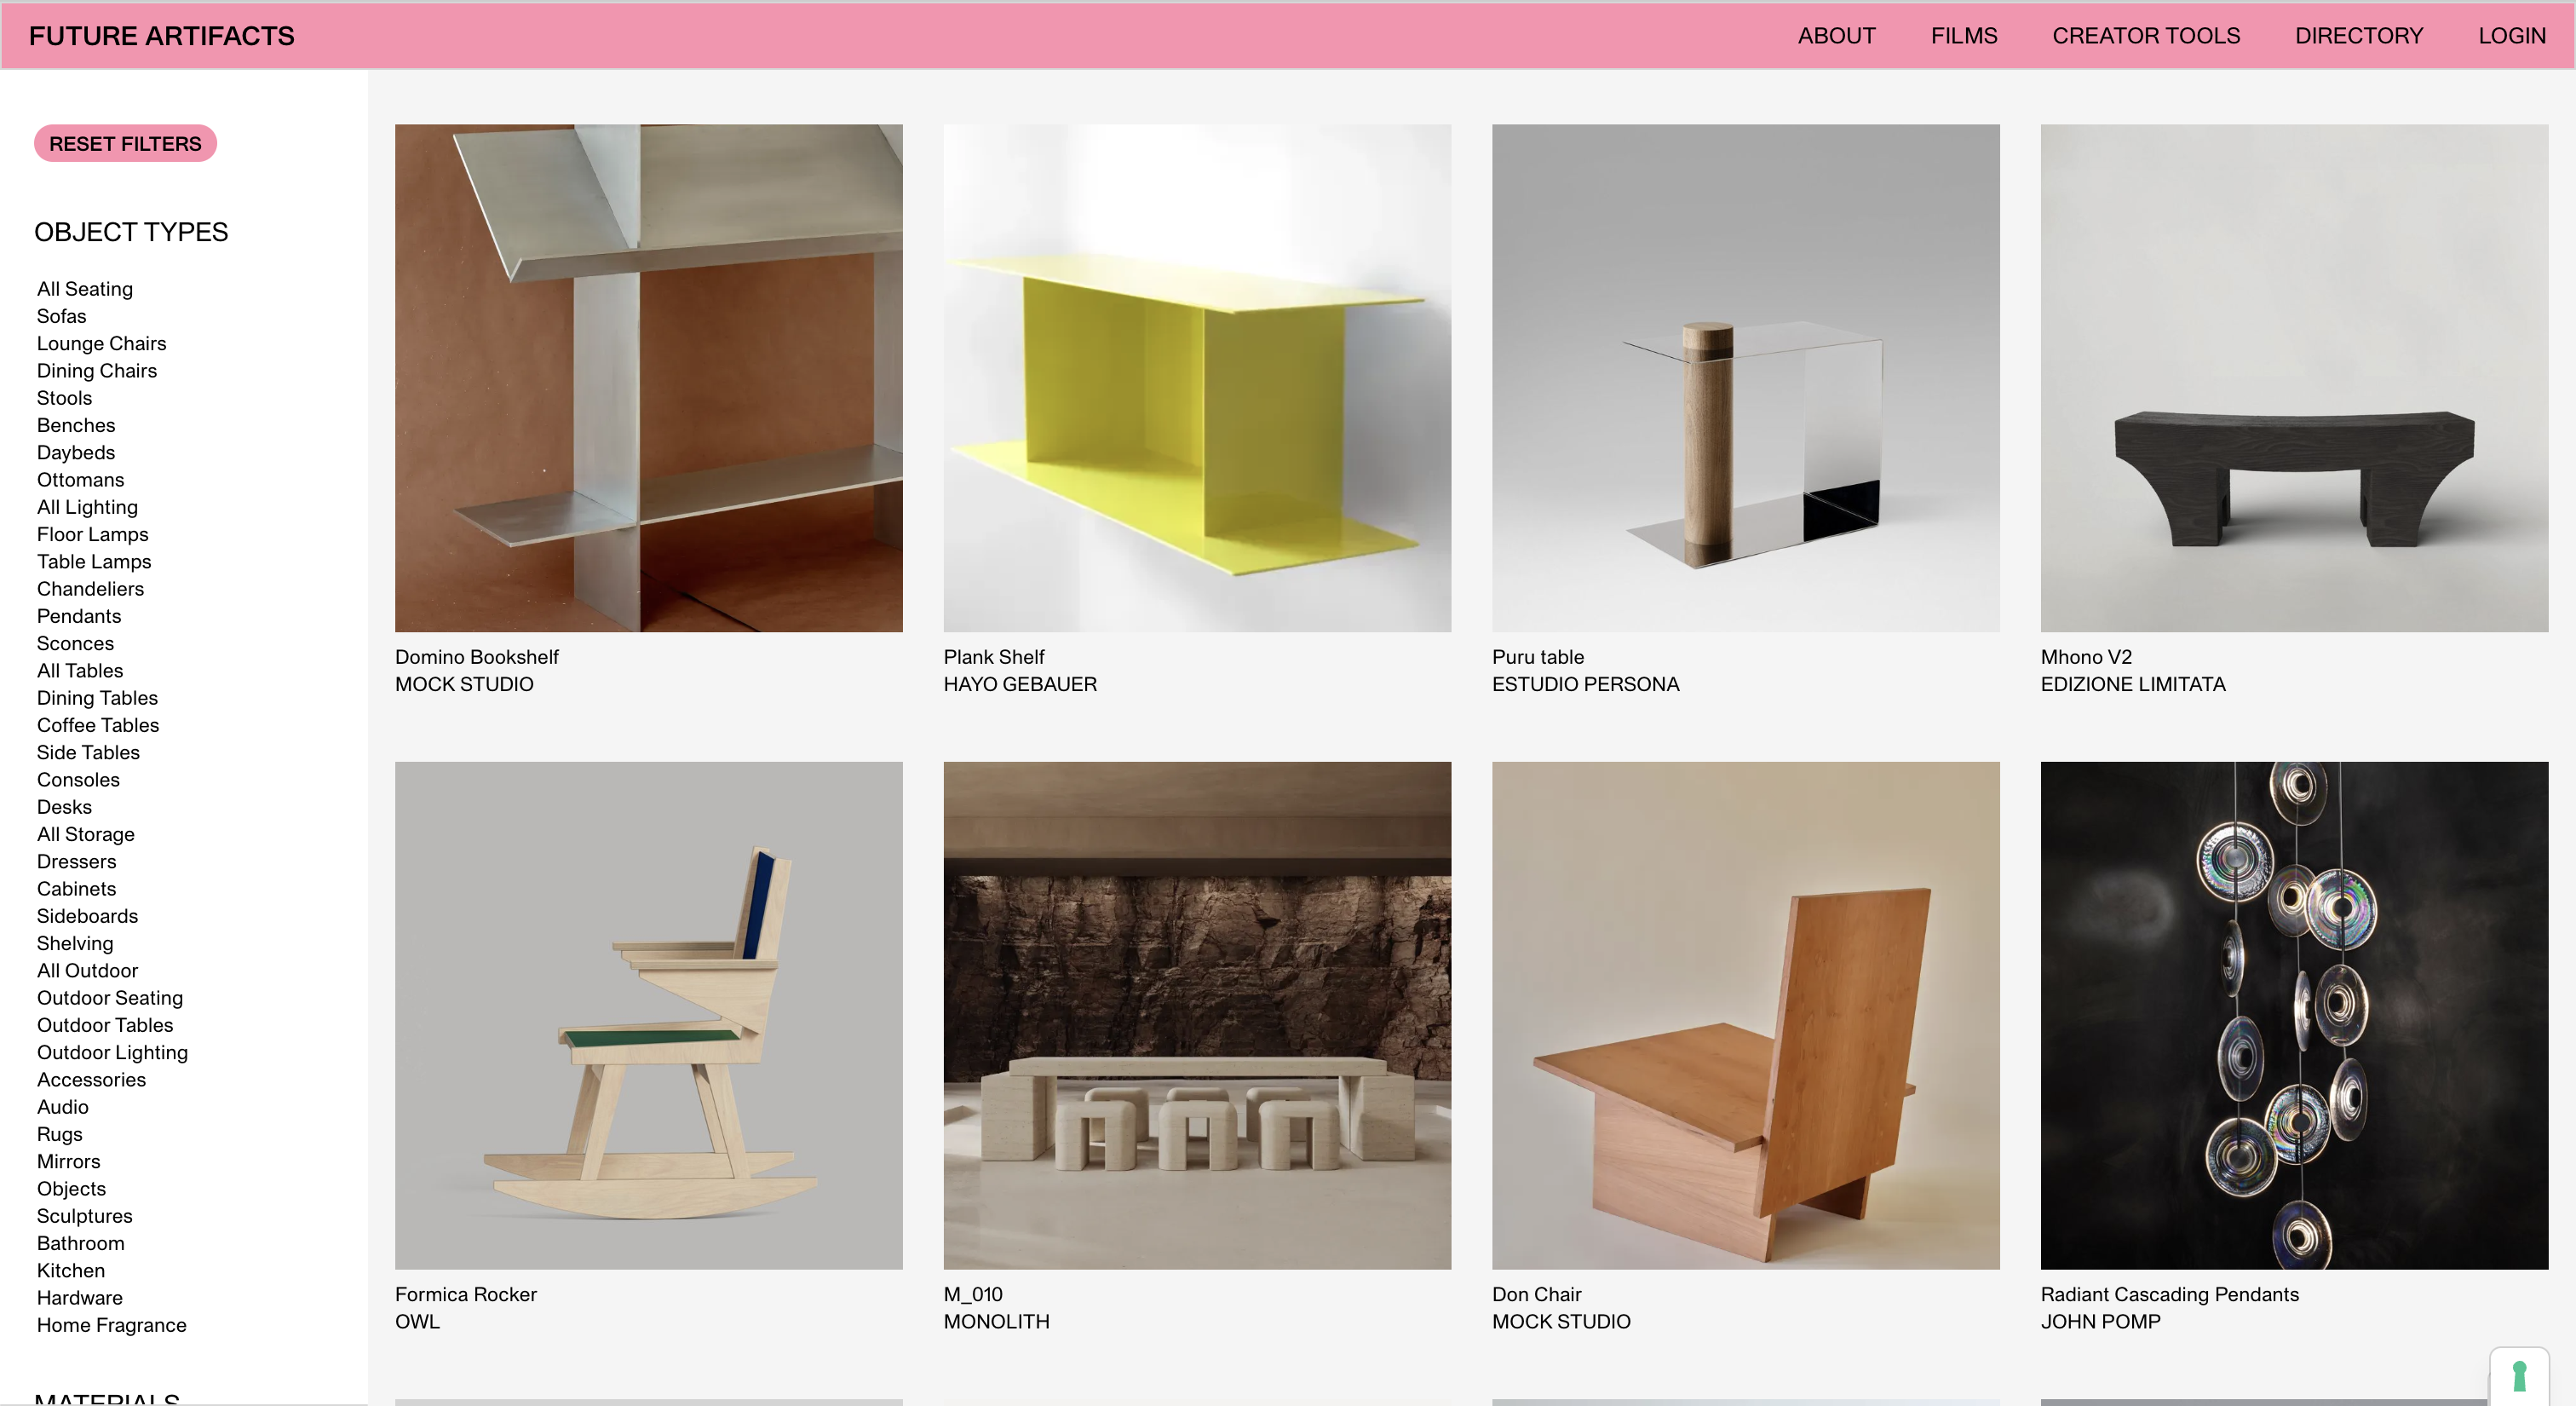 FUTURE ARTIFACTS
ABOUT
FILMS
CREATOR TOOLS
DIRECTORY
LOGIN
RESET FILTERS
OBJECT TYPES
All Seating
Sofas
Lounge Chairs
Dining Chairs
Stools
Benches
Daybeds
Ottomans
All Lighting
Floor Lamps
Table Lamps
Chandeliers
Pendants
Sconces
All Tables
Dining Tables
Coffee Tables
Side Tables
Consoles
Desks
All Storage
Dressers
Cabinets
Sideboards
Shelving
All Outdoor
Outdoor Seating
Outdoor Tables
Outdoor Lighting
Accessories
Audio
Rugs
Mirrors
Objects
Sculptures
Bathroom
Kitchen
Hardware
Home Fragrance
MATERIALS
Domino Bookshelf
MOCK STUDIO
Plank Shelf
HAYO GEBAUER
Puru table
ESTUDIO PERSONA
Mhono V2
EDIZIONE LIMITATA
Formica Rocker
OWL
M_010
MONOLITH
Don Chair
MOCK STUDIO
Radiant Cascading Pendants
JOHN POMP